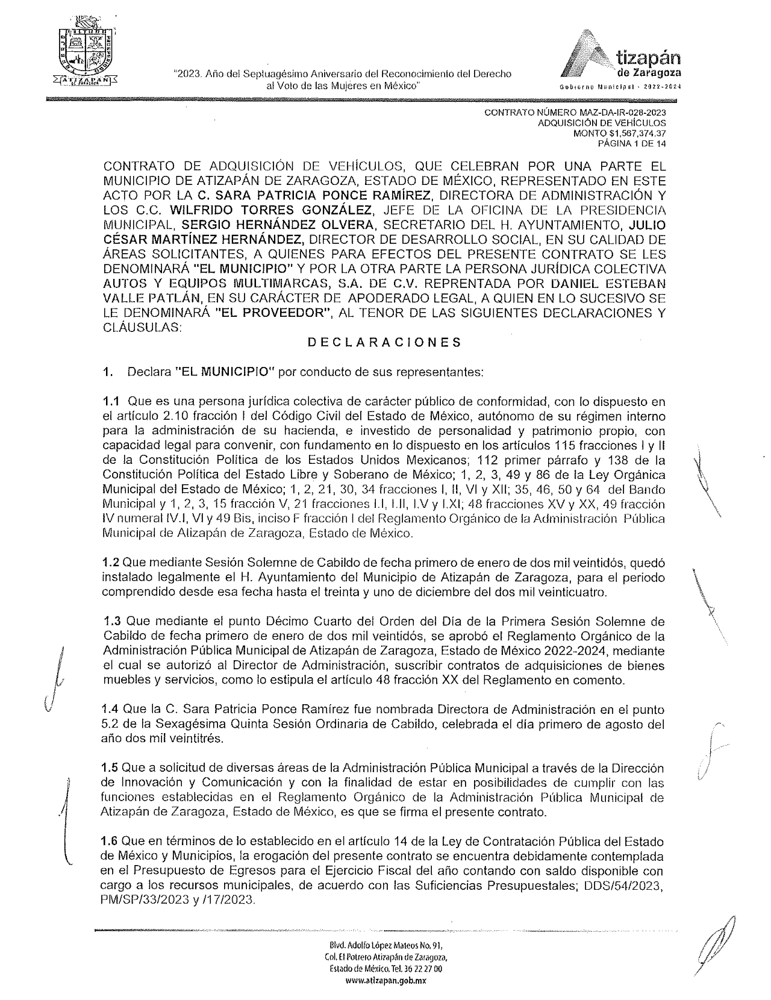 ATIZAPÁN
"2023. Año del Septuagésimo Aniversario del Reconocimiento del Derecho
al Voto de las Mujeres en México"
Atizapán
de Zaragoza
Gobierno Municipal · 2022-2024
CONTRATO NÚMERO MAZ-DA-IR-028-2023
ADQUISICIÓN DE VEHÍCULOS
MONTO $1,567,374.37
PÁGINA 1 DE 14
CONTRATO DE ADQUISICIÓN DE VEHÍCULOS, QUE CELEBRAN POR UNA PARTE EL
MUNICIPIO DE ATIZAPÁN DE ZARAGOZA, ESTADO DE MÉXICO, REPRESENTADO EN ESTE
ACTO POR LA C. SARA PATRICIA PONCE RAMÍREZ, DIRECTORA DE ADMINISTRACIÓN Y
LOS C.C. WILFRIDO TORRES GONZÁLEZ, JEFE DE LA OFICINA DE LA PRESIDENCIA
MUNICIPAL, SERGIO HERNÁNDEZ OLVERA, SECRETARIO DEL H. AYUNTAMIENTO, JULIO
CÉSAR MARTÍNEZ HERNÁNDEZ, DIRECTOR DE DESARROLLO SOCIAL, EN SU CALIDAD DE
ÁREAS SOLICITANTES, A QUIENES PARA EFECTOS DEL PRESENTE CONTRATO SE LES
DENOMINARÁ "EL MUNICIPIO" Y POR LA OTRA PARTE LA PERSONA JURÍDICA COLECTIVA
AUTOS Y EQUIPOS MULTIMARCAS, S.A. DE C.V. REPRENTADA POR DANIEL ESTEBAN
VALLE PATLÁN, EN SU CARÁCTER DE APODERADO LEGAL, A QUIEN EN LO SUCESIVO SE
LE DENOMINARÁ "EL PROVEEDOR", AL TENOR DE LAS SIGUIENTES DECLARACIONES Y
CLÁUSULAS:
D E C L A R A C I O N E S
1. Declara "EL MUNICIPIO" por conducto de sus representantes:
1.1 Que es una persona jurídica colectiva de carácter público de conformidad, con lo dispuesto en
el artículo 2.10 fracción I del Código Civil del Estado de México, autónomo de su régimen interno
para la administración de su hacienda, e investido de personalidad y patrimonio propio, con
capacidad legal para convenir, con fundamento en lo dispuesto en los artículos 115 fracciones I y II
de la Constitución Política de los Estados Unidos Mexicanos; 112 primer párrafo y 138 de la
Constitución Política del Estado Libre y Soberano de México; 1, 2, 3, 49 y 86 de la Ley Orgánica
Municipal del Estado de México; 1, 2, 21, 30, 34 fracciones I, II, VI y XII; 35, 46, 50 y 64 del Bando
Municipal y 1, 2, 3, 15 fracción V, 21 fracciones I.I, I.II, I.V y I.XI; 48 fracciones XV y XX, 49 fracción
IV numeral IV.I, VI y 49 Bis, inciso F fracción I del Reglamento Orgánico de la Administración Pública
Municipal de Atizapán de Zaragoza, Estado de México.
1.2 Que mediante Sesión Solemne de Cabildo de fecha primero de enero de dos mil veintidós, quedó
instalado legalmente el H. Ayuntamiento del Municipio de Atizapán de Zaragoza, para el periodo
comprendido desde esa fecha hasta el treinta y uno de diciembre del dos mil veinticuatro.
1.3 Que mediante el punto Décimo Cuarto del Orden del Día de la Primera Sesión Solemne de
Cabildo de fecha primero de enero de dos mil veintidós, se aprobó el Reglamento Orgánico de la
Administración Pública Municipal de Atizapán de Zaragoza, Estado de México 2022-2024, mediante
el cual se autorizó al Director de Administración, suscribir contratos de adquisiciones de bienes
muebles y servicios, como lo estipula el artículo 48 fracción XX del Reglamento en comento.
1.4 Que la C. Sara Patricia Ponce Ramírez fue nombrada Directora de Administración en el punto
5.2 de la Sexagésima Quinta Sesión Ordinaria de Cabildo, celebrada el día primero de agosto del
año dos mil veintitrés.
1.5 Que a solicitud de diversas áreas de la Administración Pública Municipal a través de la Dirección
de Innovación y Comunicación y con la finalidad de estar en posibilidades de cumplir con las
funciones establecidas en el Reglamento Orgánico de la Administración Pública Municipal de
Atizapán de Zaragoza, Estado de México, es que se firma el presente contrato.
1.6 Que en términos de lo establecido en el artículo 14 de la Ley de Contratación Pública del Estado
de México y Municipios, la erogación del presente contrato se encuentra debidamente contemplada
en el Presupuesto de Egresos para el Ejercicio Fiscal del año contando con saldo disponible con
cargo a los recursos municipales, de acuerdo con las Suficiencias Presupuestales; DDS/54/2023,
PM/SP/33/2023 y /17/2023.
Blvd. Adolfo López Mateos No. 91,
Col. El Potrero Atizapán de Zaragoza,
Estado de México. Tel. 36 22 27 00
www.atizapan.gob.mx